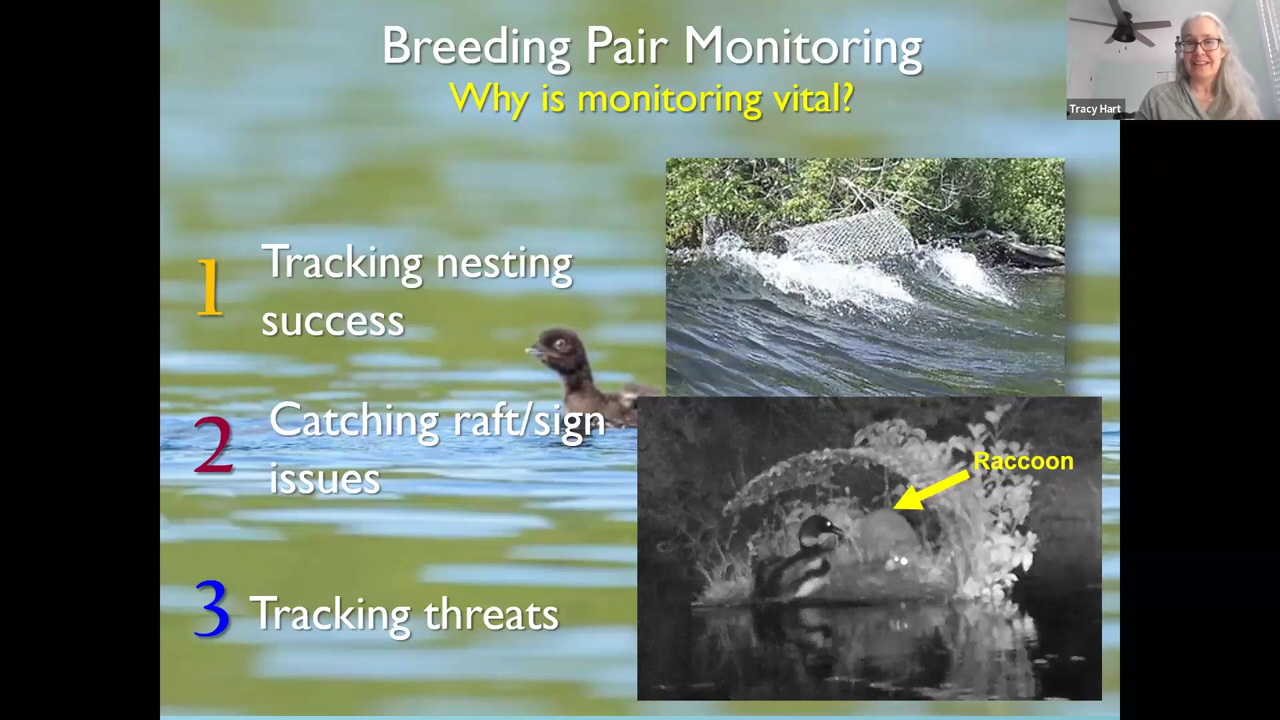 Breeding Pair Monitoring
Why is monitoring vital?
Tracy Hart
1 Tracking nesting
success
2 Catching raft/sign
issues
Raccoon
3 Tracking threats